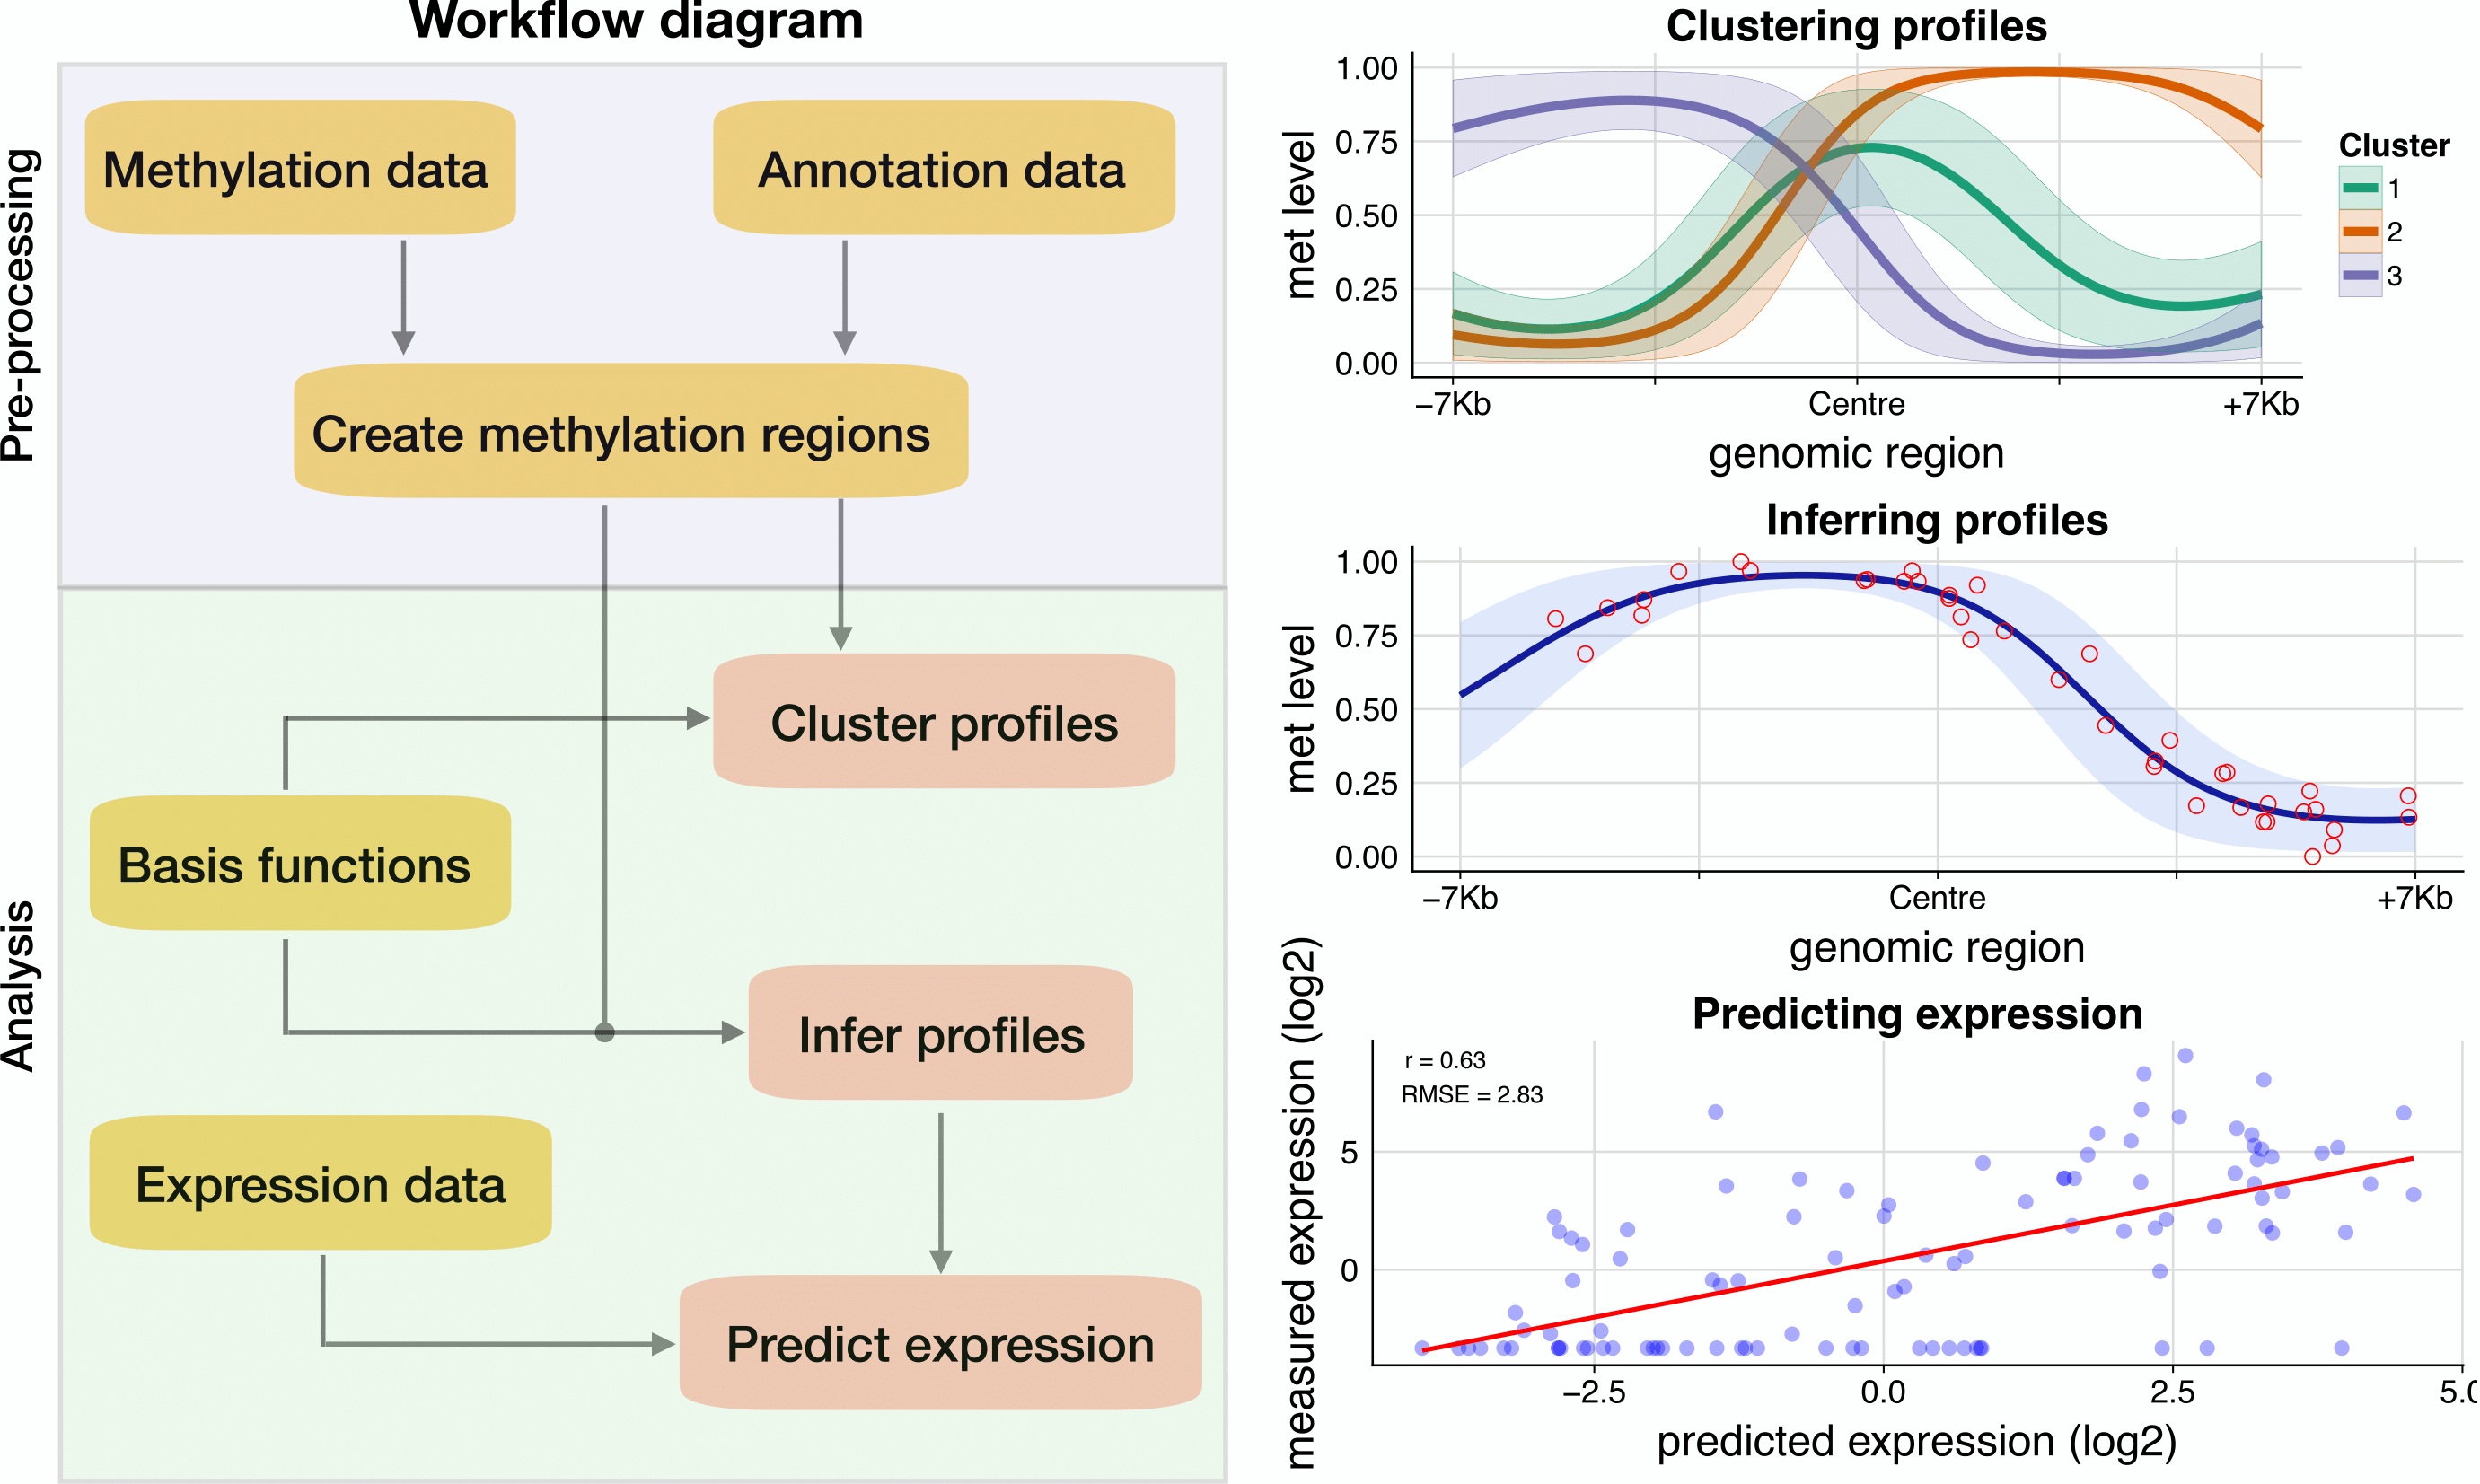 Workflow diagram
Pre-processing
Methylation data
Annotation data
Create methylation regions
Analysis
Cluster profiles
Basis functions
Infer profiles
Expression data
Predict expression
Clustering profiles
met level
1.00
0.75
0.50
0.25
0.00
−7Kb Centre +7Kb
genomic region
Cluster
1
2
3
Inferring profiles
met level
1.00
0.75
0.50
0.25
0.00
−7Kb Centre +7Kb
genomic region
Predicting expression
measured expression (log2)
r = 0.63
RMSE = 2.83
5
0
−2.5 0.0 2.5 5.0
predicted expression (log2)